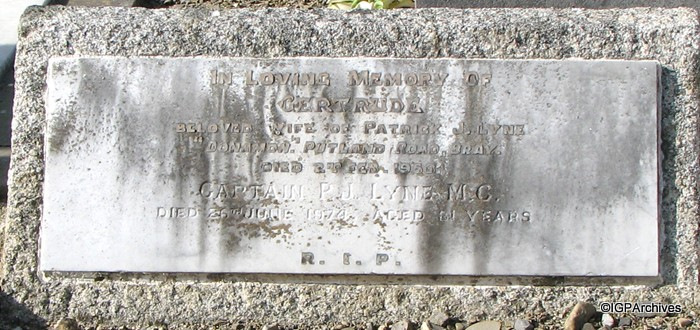 In Loving Memory of
Gertrude
Beloved Wife of Patrick J. Lyne
Putland Road, Bray.
Died
Captain P.J. Lyne M.C.
Died June 1974. Aged Years
R. I. P.
©IGPArchives